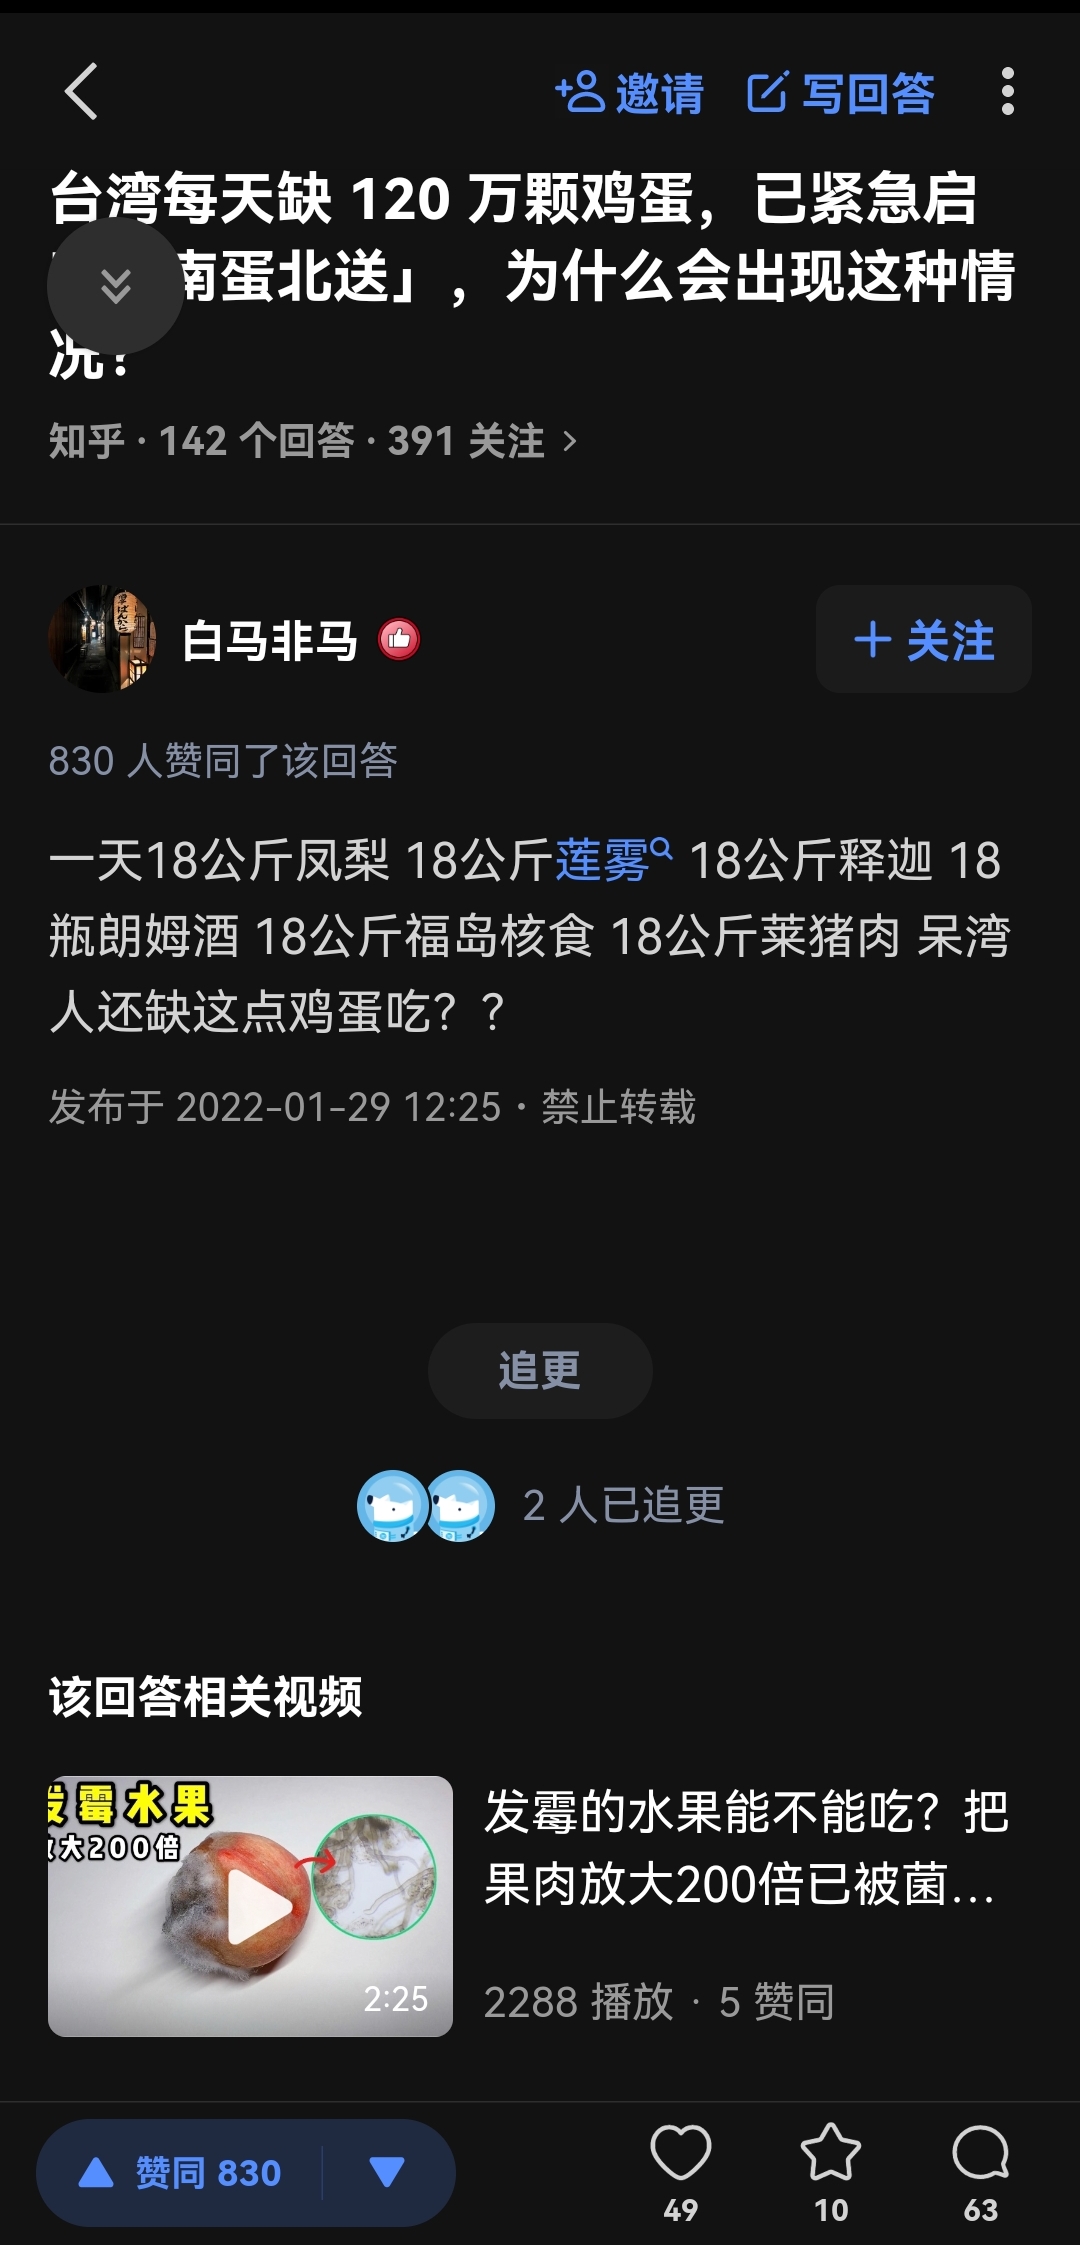 邀请 写回答
台湾每天缺 120 万颗鸡蛋，已紧急启
南蛋北送」，为什么会出现这种情
况？
知乎 · 142 个回答 · 391 关注 >
白马非马
+ 关注
830 人赞同了该回答
一天18公斤凤梨 18公斤莲雾 18公斤释迦 18
瓶朗姆酒 18公斤福岛核食 18公斤莱猪肉 呆湾
人还缺这点鸡蛋吃？？
发布于 2022-01-29 12:25 · 禁止转载
追更
2 人已追更
该回答相关视频
发霉水果
放大200倍
2:25
发霉的水果能不能吃？把
果肉放大200倍已被菌...
2288 播放 · 5 赞同
赞同 830
49
10
63